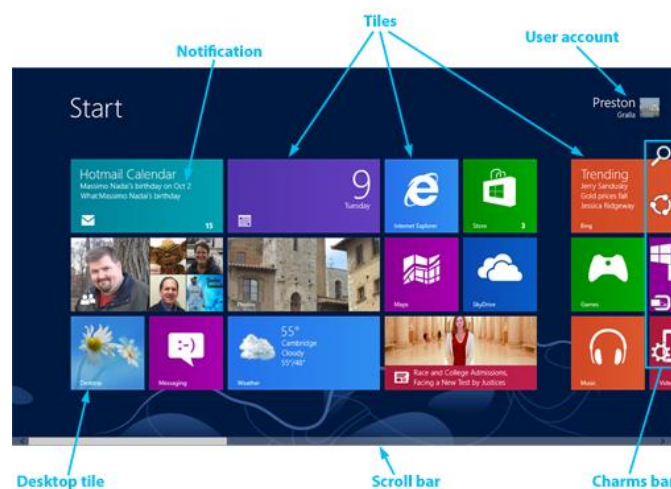 Tiles
Notification
User account
Start
Preston
Gralla
Hotmail Calendar
Massimo Nadai's birthday on Oct 2
What:Massimo Nadai's birthday
15
9
Tuesday
Internet Explorer
Store
3
Trending
Jerry Sandusky
Gold prices fall
Jessica Ridgeway
Bing
Photos
Maps
SkyDrive
Games
Desktop
Messaging
55°
Cambridge
Cloudy
55°/48°
Weather
Race and College Admissions,
Facing a New Test by Justices
Music
Video
Desktop tile
Scroll bar
Charms bar